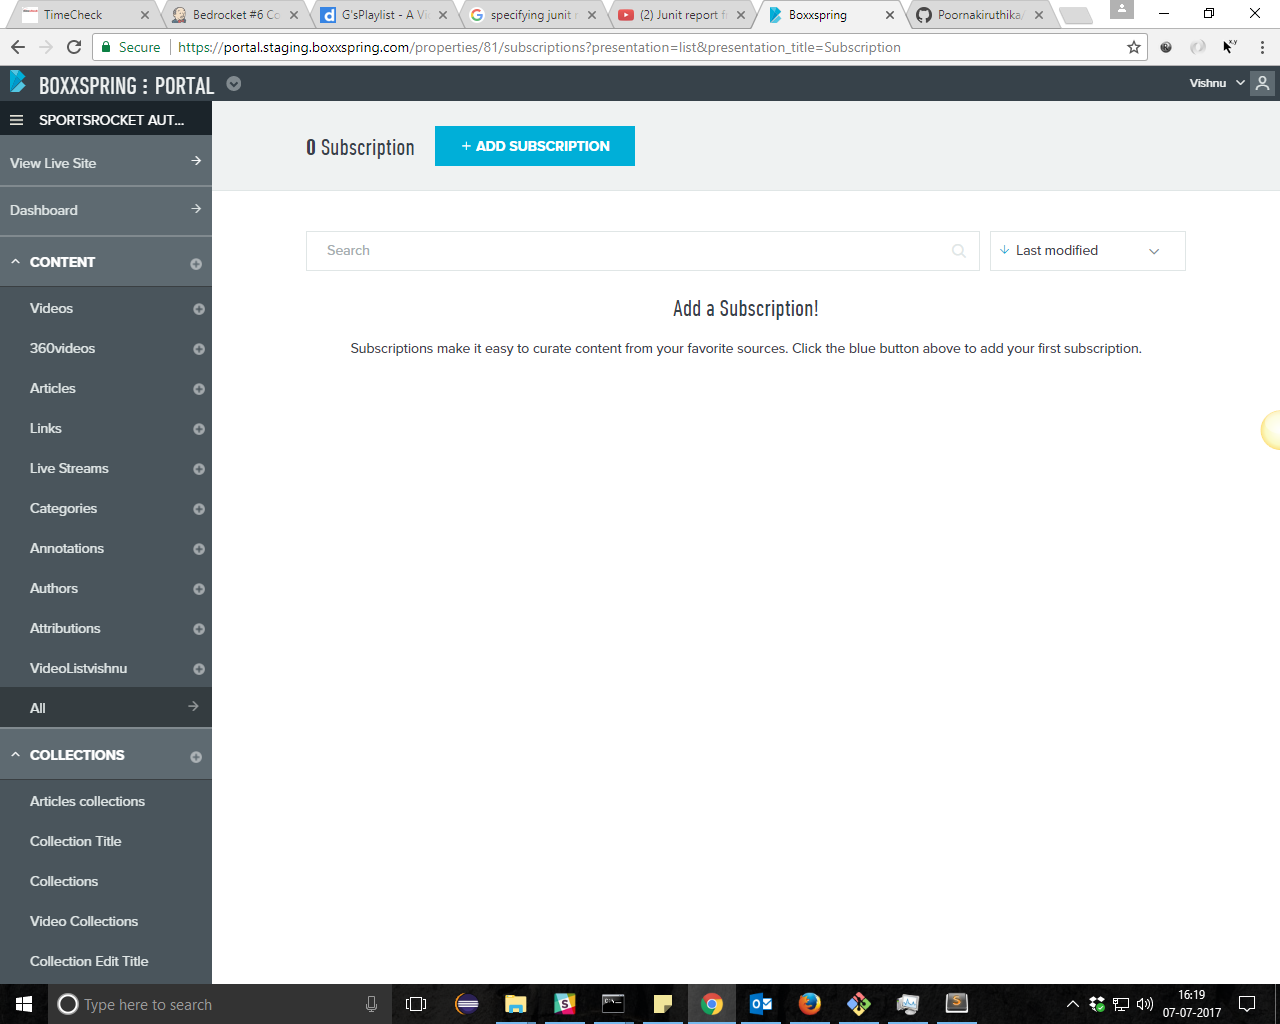 TimeCheck
Bedrocket #6 Co
G'sPlaylist - A Vi
specifying junit r
(2) Junit report f
Boxxspring
Poornakiruthika
Secure
https://portal.staging.boxxspring.com/properties/81/subscriptions?presentation=list&presentation_title=Subscription
BOXXSPRING : PORTAL
Vishnu
SPORTSROCKET AUT...
View Live Site
Dashboard
CONTENT
Videos
360videos
Articles
Links
Live Streams
Categories
Annotations
Authors
Attributions
VideoListvishnu
All
COLLECTIONS
Articles collections
Collection Title
Collections
Video Collections
Collection Edit Title
0 Subscription
+ ADD SUBSCRIPTION
Search
Last modified
Add a Subscription!
Subscriptions make it easy to curate content from your favorite sources. Click the blue button above to add your first subscription.
Type here to search
16:19
07-07-2017